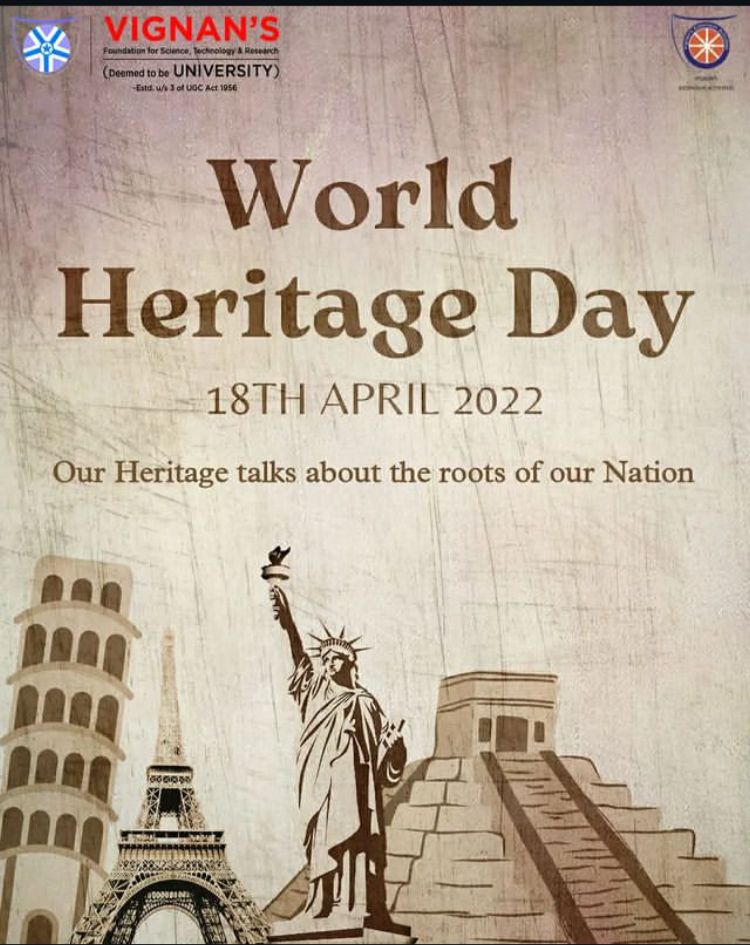 VIGNAN'S
Foundation for Science, Technology & Research
(Deemed to be UNIVERSITY)
-Estd. u/s 3 of UGC Act 1956
World
Heritage Day
18TH APRIL 2022
Our Heritage talks about the roots of our Nation